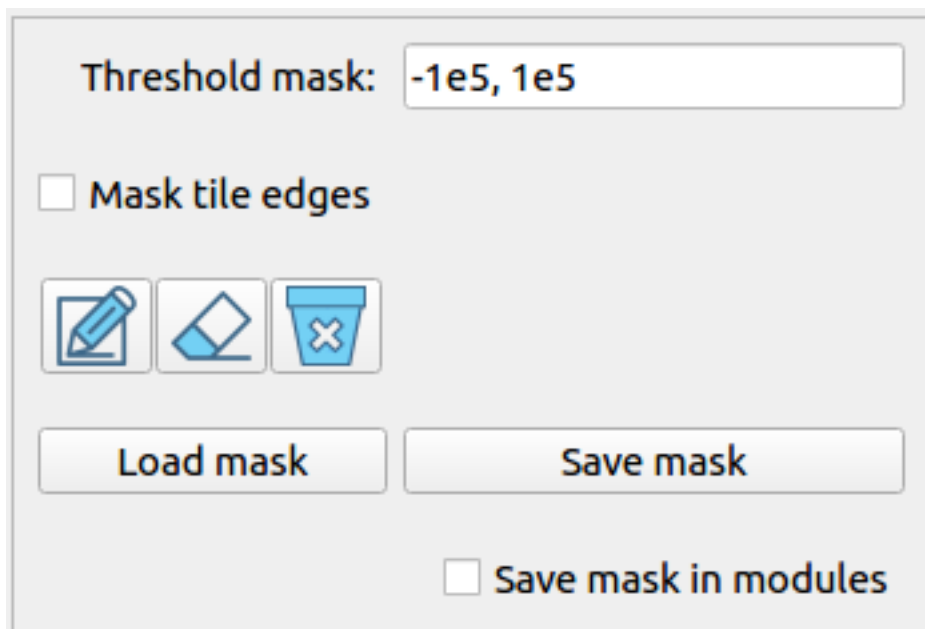 Threshold mask: -1e5, 1e5
Mask tile edges
Load mask Save mask
Save mask in modules